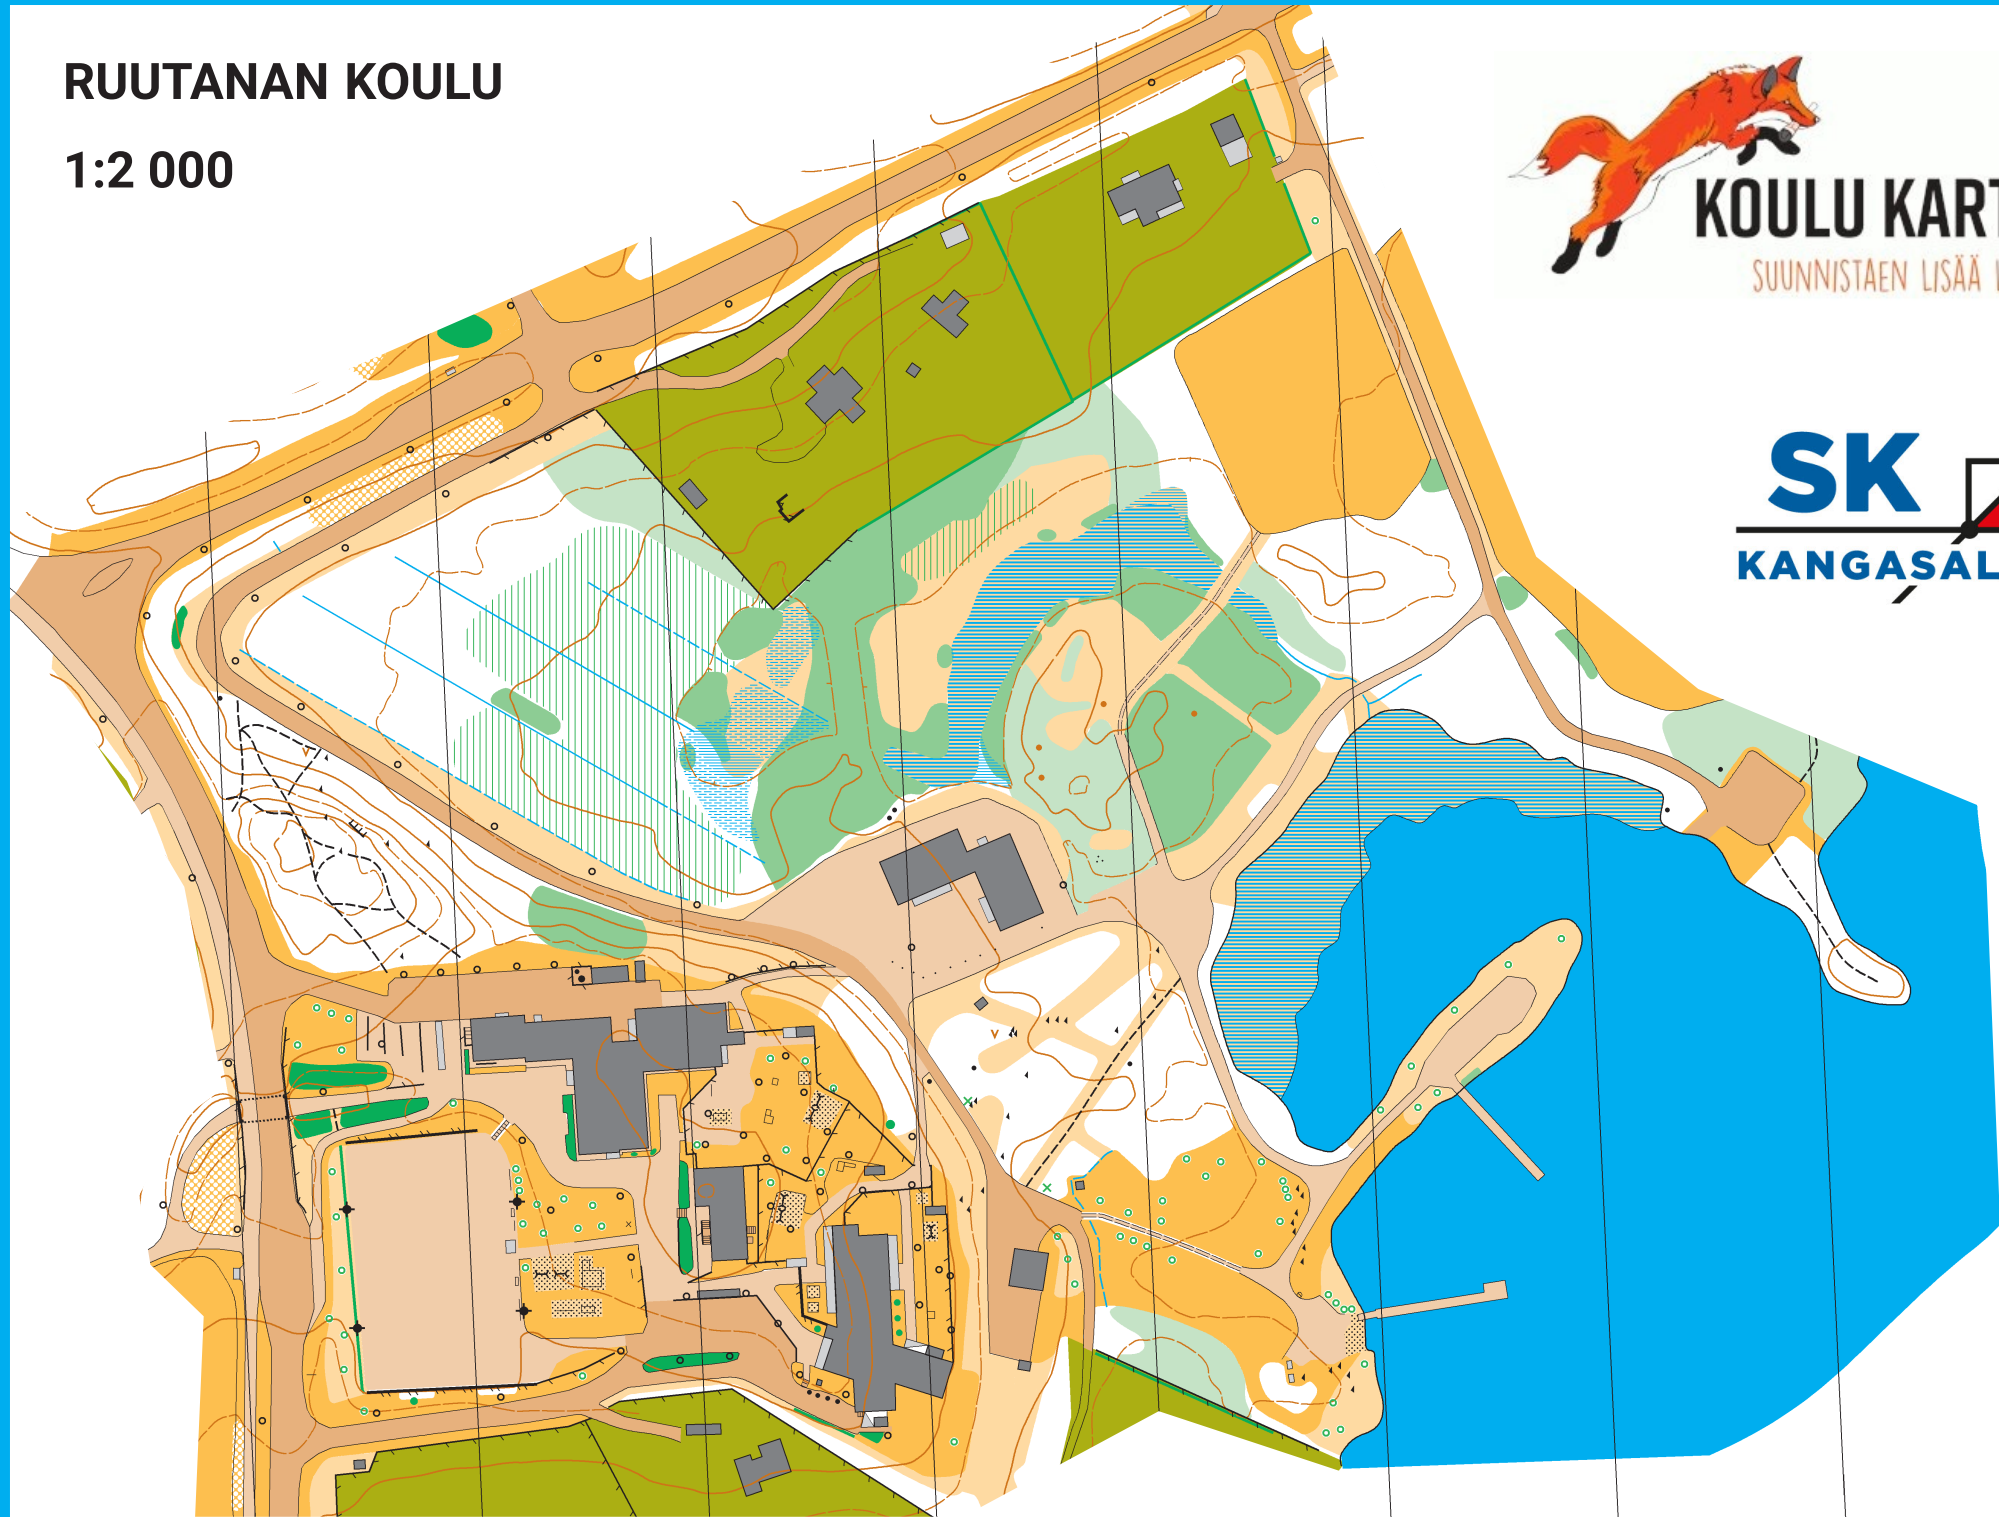 RUUTANAN KOULU
1:2 000
KOULU KART
SUUNNISTAEN LISÄÄ L
SK
KANGASAL